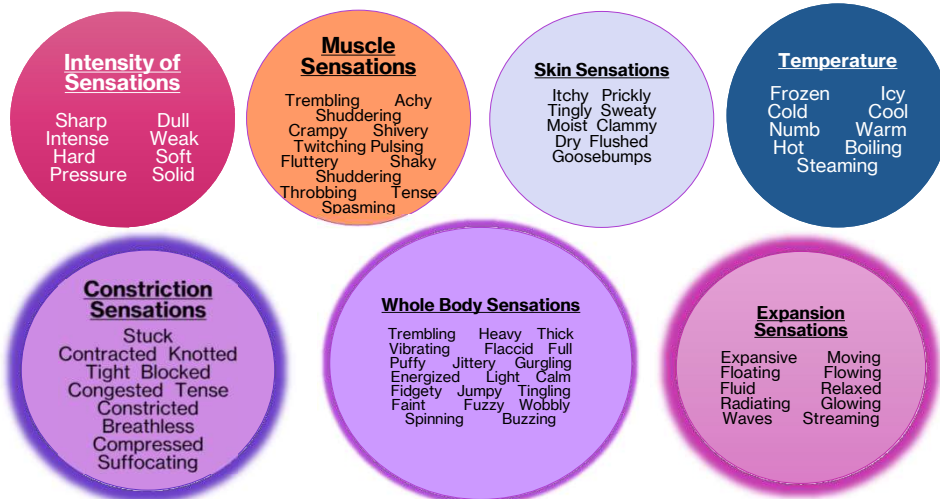 Intensity of
Sensations
Sharp Dull
Intense Weak
Hard Soft
Pressure Solid
Muscle
Sensations
Trembling Achy
Shuddering
Crampy Shivery
Twitching Pulsing
Fluttery Shaky
Shuddering
Throbbing Tense
Spasming
Skin Sensations
Itchy Prickly
Tingly Sweaty
Moist Clammy
Dry Flushed
Goosebumps
Temperature
Frozen Icy
Cold Cool
Numb Warm
Hot Boiling
Steaming
Constriction
Sensations
Stuck
Contracted Knotted
Tight Blocked
Congested Tense
Constricted
Breathless
Compressed
Suffocating
Whole Body Sensations
Trembling Heavy Thick
Vibrating Flaccid Full
Puffy Jittery Gurgling
Energized Light Calm
Fidgety Jumpy Tingling
Faint Fuzzy Wobbly
Spinning Buzzing
Expansion
Sensations
Expansive Moving
Floating Flowing
Fluid Relaxed
Radiating Glowing
Waves Streaming